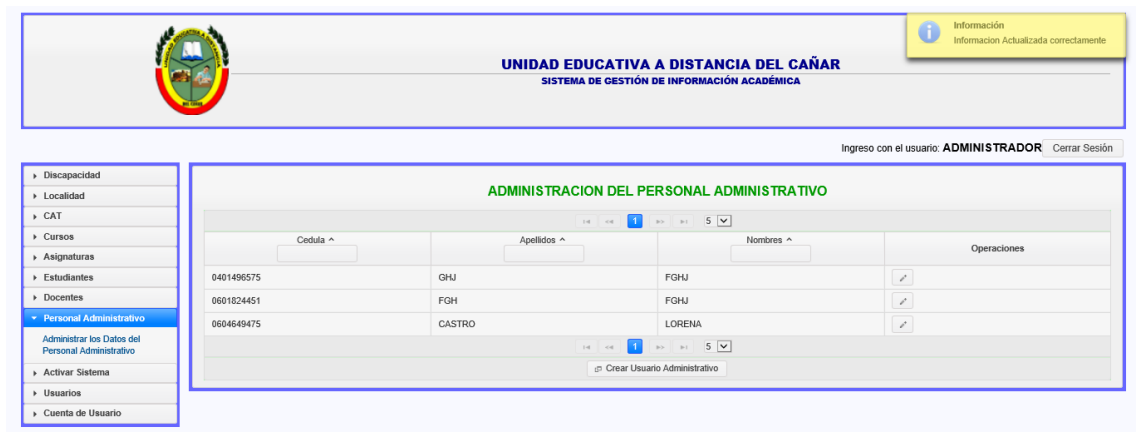 Información
Informacion Actualizada correctamente
UNIDAD EDUCATIVA A DISTANCIA DEL CAÑAR
SISTEMA DE GESTIÓN DE INFORMACIÓN ACADÉMICA
Ingreso con el usuario: ADMINISTRADOR Cerrar Sesión
Discapacidad
Localidad
CAT
Cursos
Asignaturas
Estudiantes
Docentes
Personal Administrativo
Administrar los Datos del
Personal Administrativo
Activar Sistema
Usuarios
Cuenta de Usuario
ADMINISTRACION DEL PERSONAL ADMINISTRATIVO
1 5
Cedula Apellidos Nombres Operaciones
0401496575 GHJ FGHJ
0601824451 FGH FGHJ
0604649475 CASTRO LORENA
1 5
Crear Usuario Administrativo